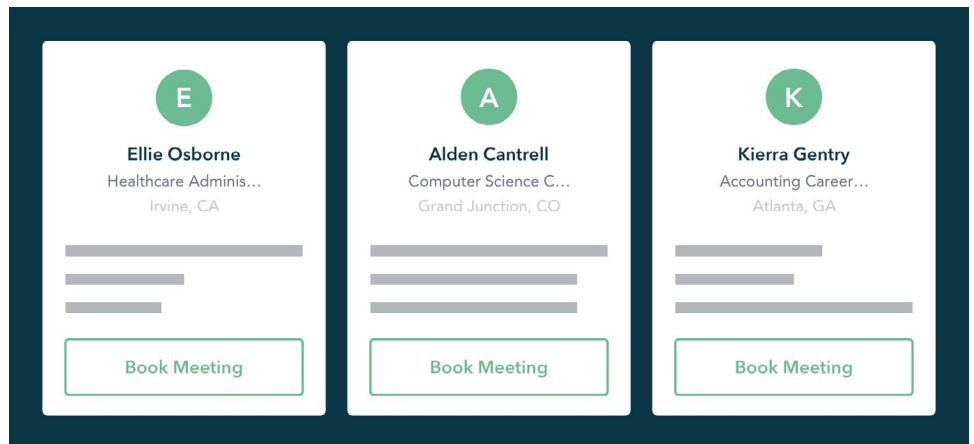 E
Ellie Osborne
Healthcare Adminis...
Irvine, CA
Book Meeting
A
Alden Cantrell
Computer Science C...
Grand Junction, CO
Book Meeting
K
Kierra Gentry
Accounting Career...
Atlanta, GA
Book Meeting